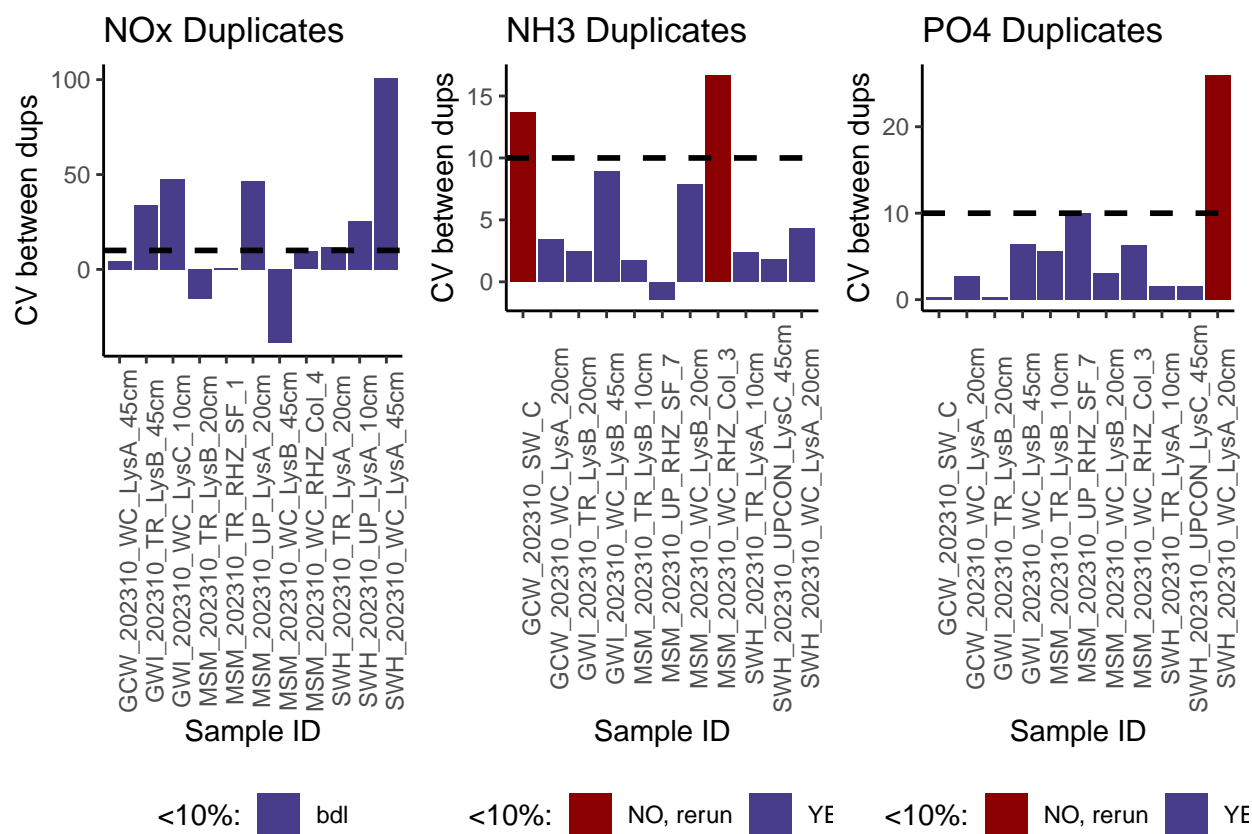 NOx Duplicates
CV between dups
100
50
0
GCW_202310_WC_LysA_45cm
GWI_202310_TR_LysB_45cm
GWI_202310_WC_LysC_10cm
MSM_202310_TR_LysB_20cm
MSM_202310_TR_RHZ_SF_1
MSM_202310_UP_LysA_20cm
MSM_202310_WC_LysB_45cm
MSM_202310_WC_RHZ_Col_4
SWH_202310_TR_LysA_20cm
SWH_202310_UP_LysA_10cm
SWH_202310_WC_LysA_45cm
Sample ID
<10%: bdl
NH3 Duplicates
CV between dups
15
10
5
0
GCW_202310_SW_C
GCW_202310_WC_LysA_20cm
GWI_202310_TR_LysB_20cm
GWI_202310_WC_LysB_45cm
MSM_202310_TR_LysB_10cm
MSM_202310_UP_RHZ_SF_7
MSM_202310_WC_LysB_20cm
MSM_202310_WC_RHZ_Col_3
SWH_202310_TR_LysA_10cm
SWH_202310_UPCON_LysC_45cm
SWH_202310_WC_LysA_20cm
Sample ID
<10%: NO, rerun YE
PO4 Duplicates
CV between dups
20
10
0
GCW_202310_SW_C
GCW_202310_WC_LysA_20cm
GWI_202310_TR_LysB_20cm
GWI_202310_WC_LysB_45cm
MSM_202310_TR_LysB_10cm
MSM_202310_UP_RHZ_SF_7
MSM_202310_WC_LysB_20cm
MSM_202310_WC_RHZ_Col_3
SWH_202310_TR_LysA_10cm
SWH_202310_UPCON_LysC_45cm
SWH_202310_WC_LysA_20cm
Sample ID
<10%: NO, rerun YE